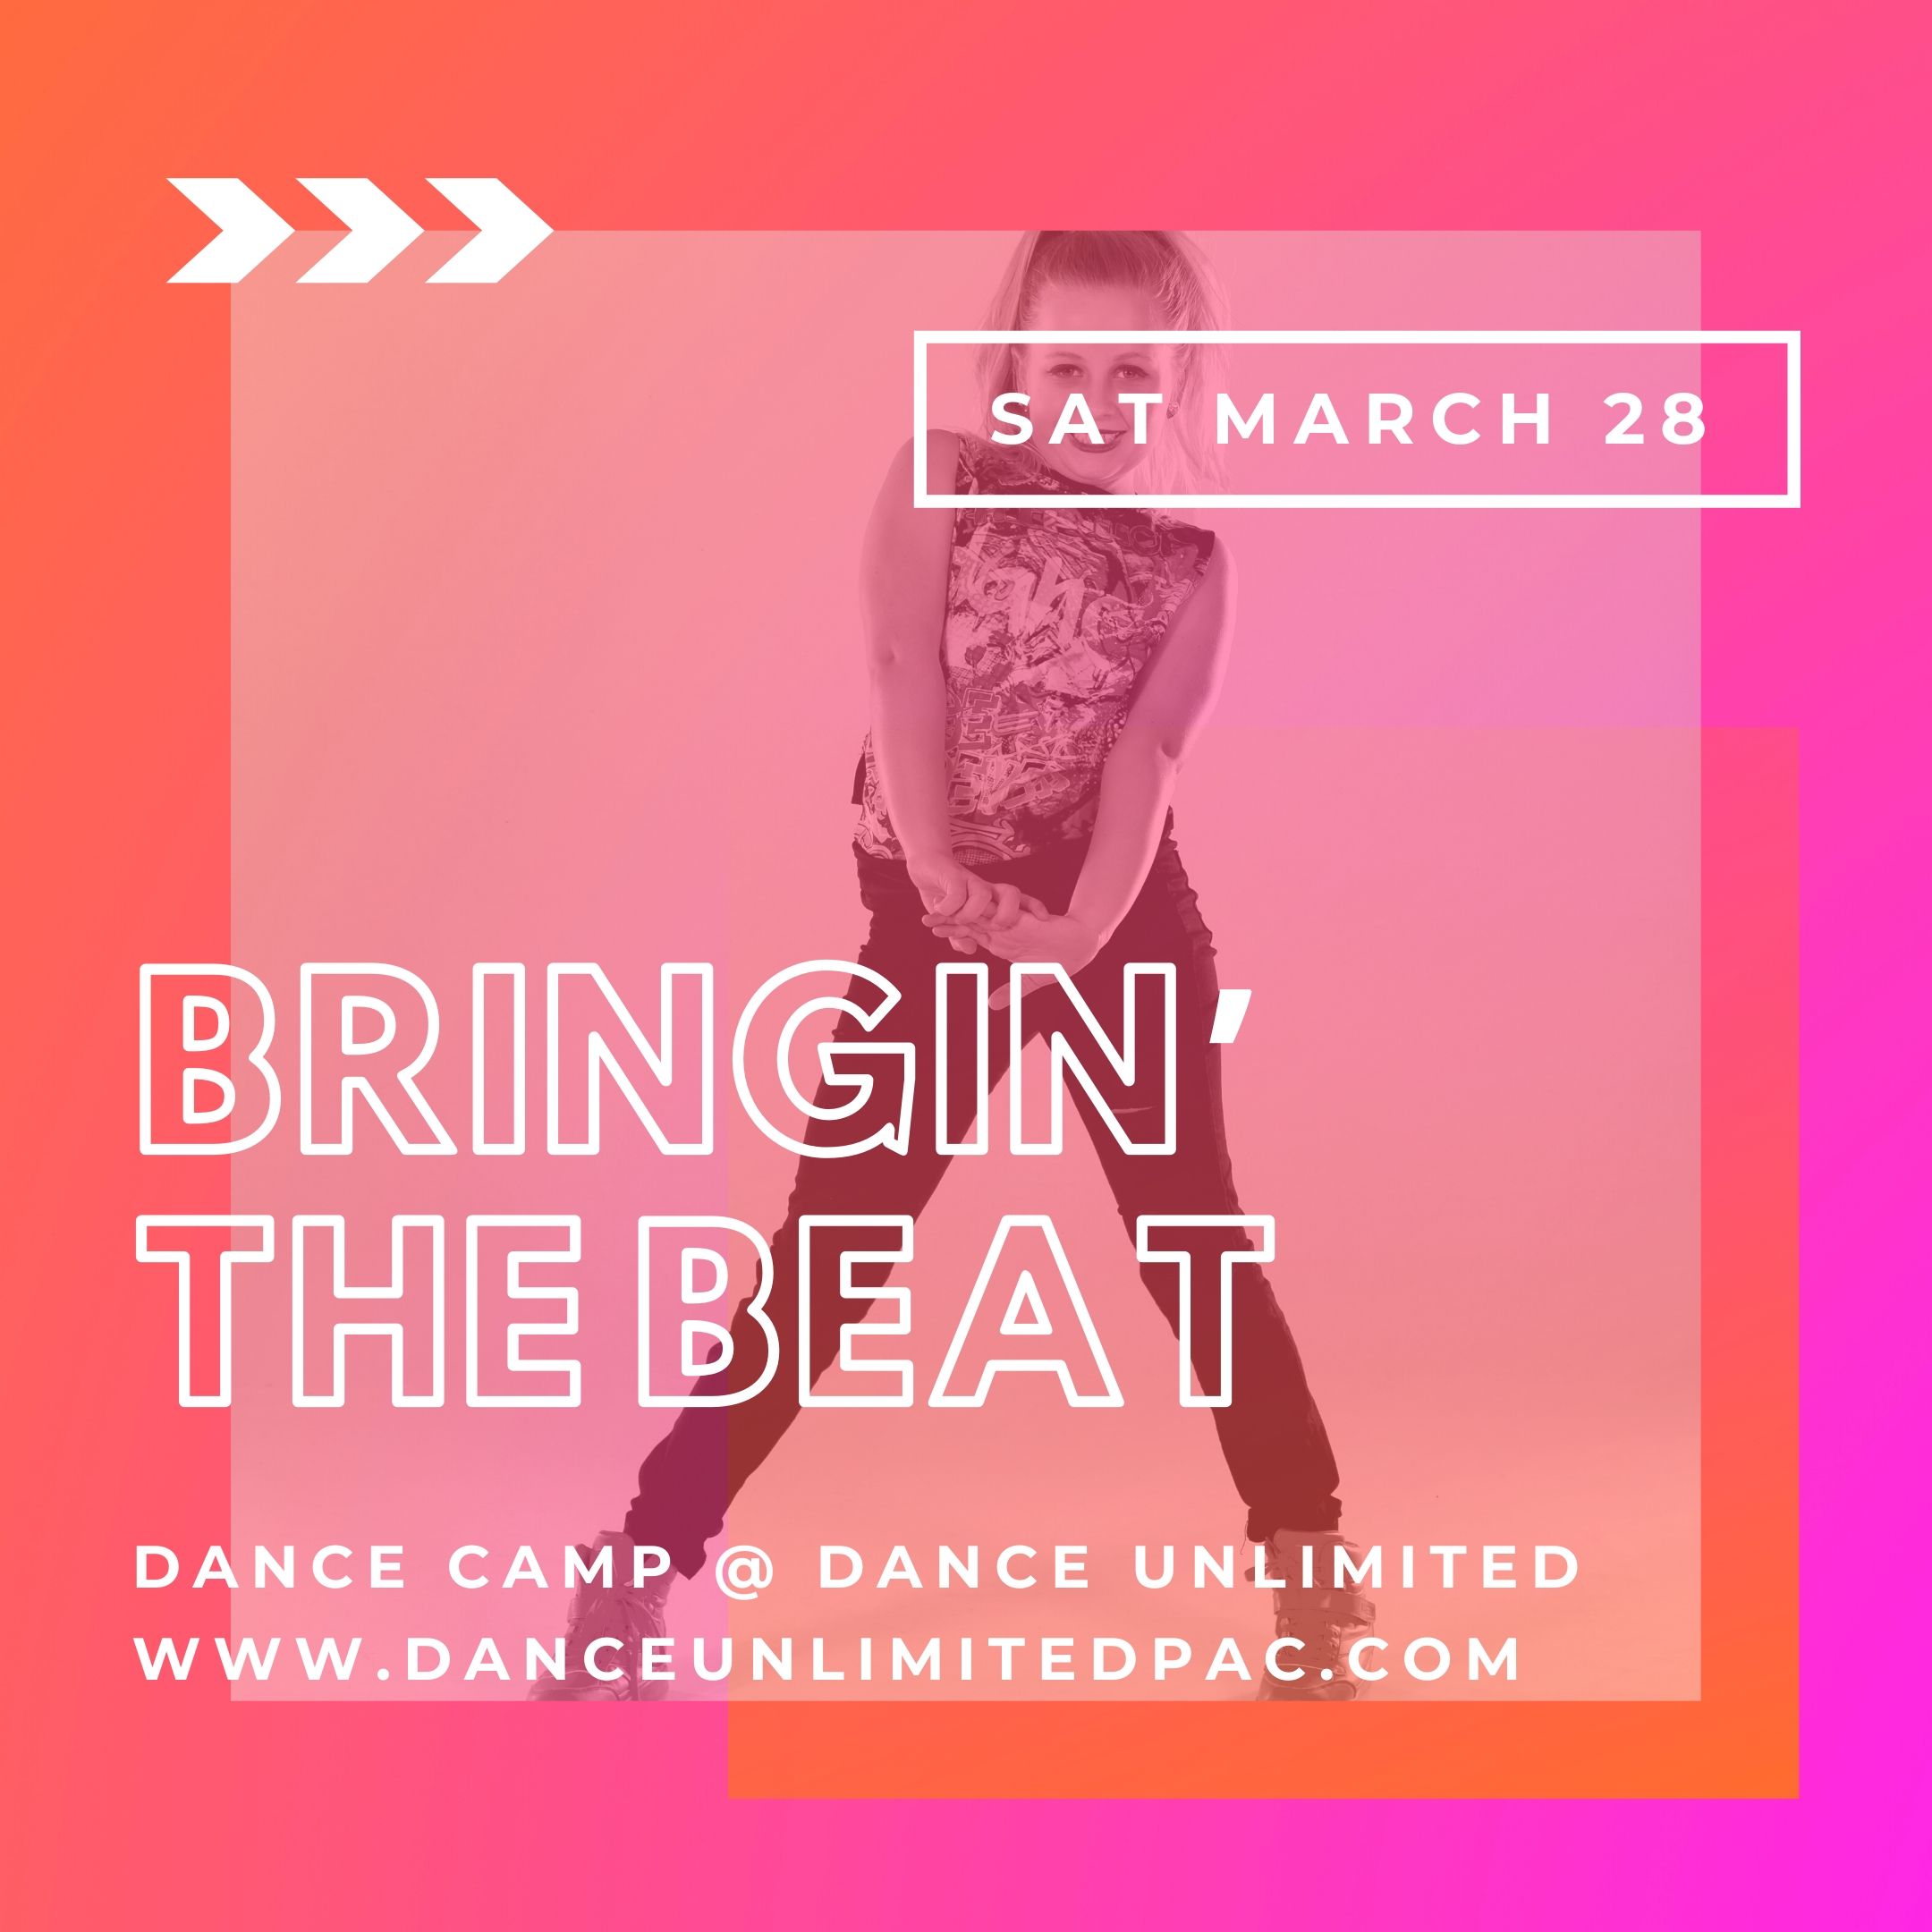 SAT MARCH 28
BRINGIN'
THE BEAT
DANCE CAMP @ DANCE UNLIMITED
WWW.DANCEUNLIMITEDPAC.COM